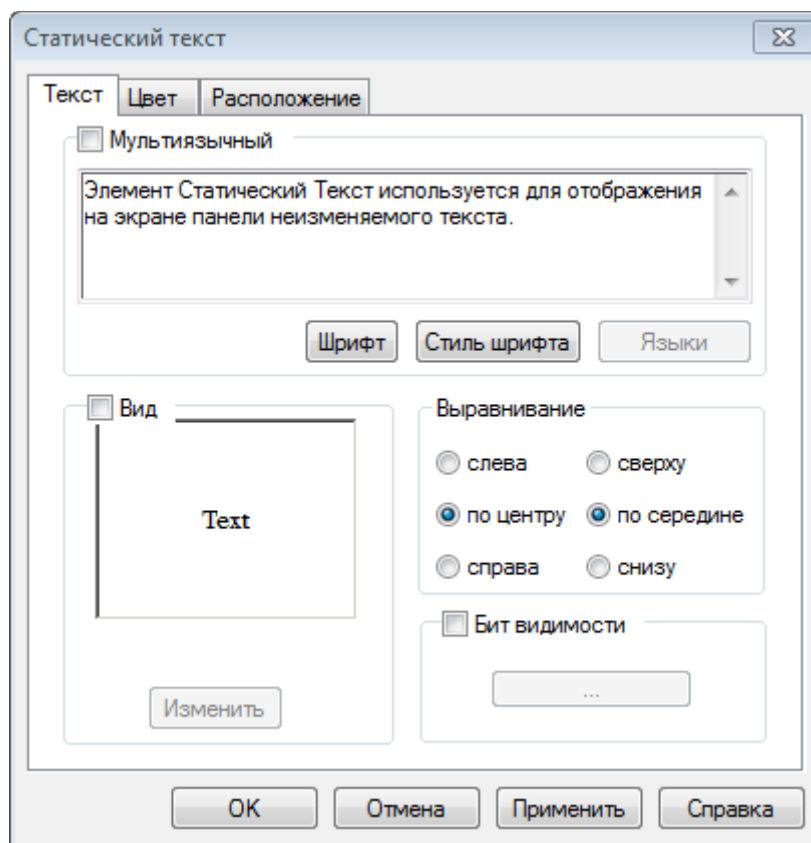 Статический текст
Текст Цвет Расположение
Мультиязычный
Элемент Статический Текст используется для отображения
на экране панели неизменяемого текста.
Шрифт Стиль шрифта Языки
Вид
Text
Изменить
Выравнивание
слева сверху
по центру по середине
справа снизу
Бит видимости
...
OK Отмена Применить Справка